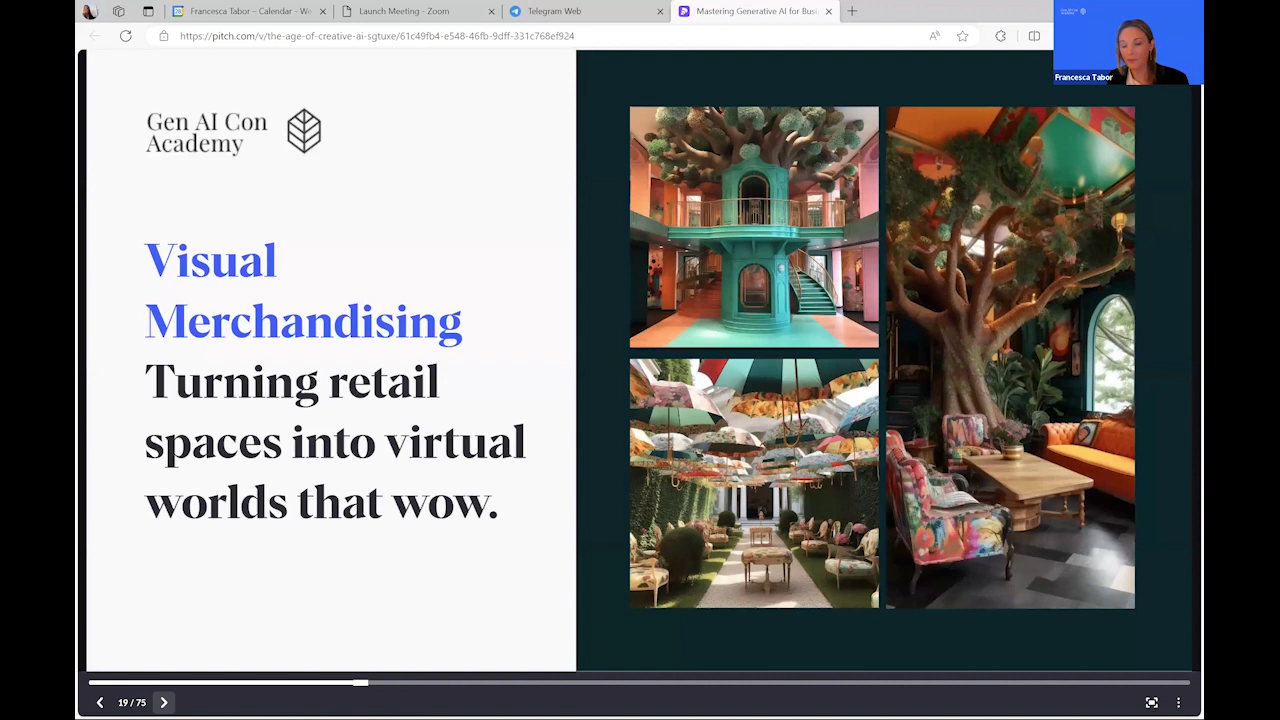 Francesca Tabor – Calendar - We
Launch Meeting - Zoom
Telegram Web
Mastering Generative AI for Busi
https://pitch.com/v/the-age-of-creative-ai-sgtuxe/61c49fb4-e548-46fb-9dff-331c768ef924
Francesca Tabor
Gen AI Con
Academy
Visual
Merchandising
Turning retail
spaces into virtual
worlds that wow.
19 / 75